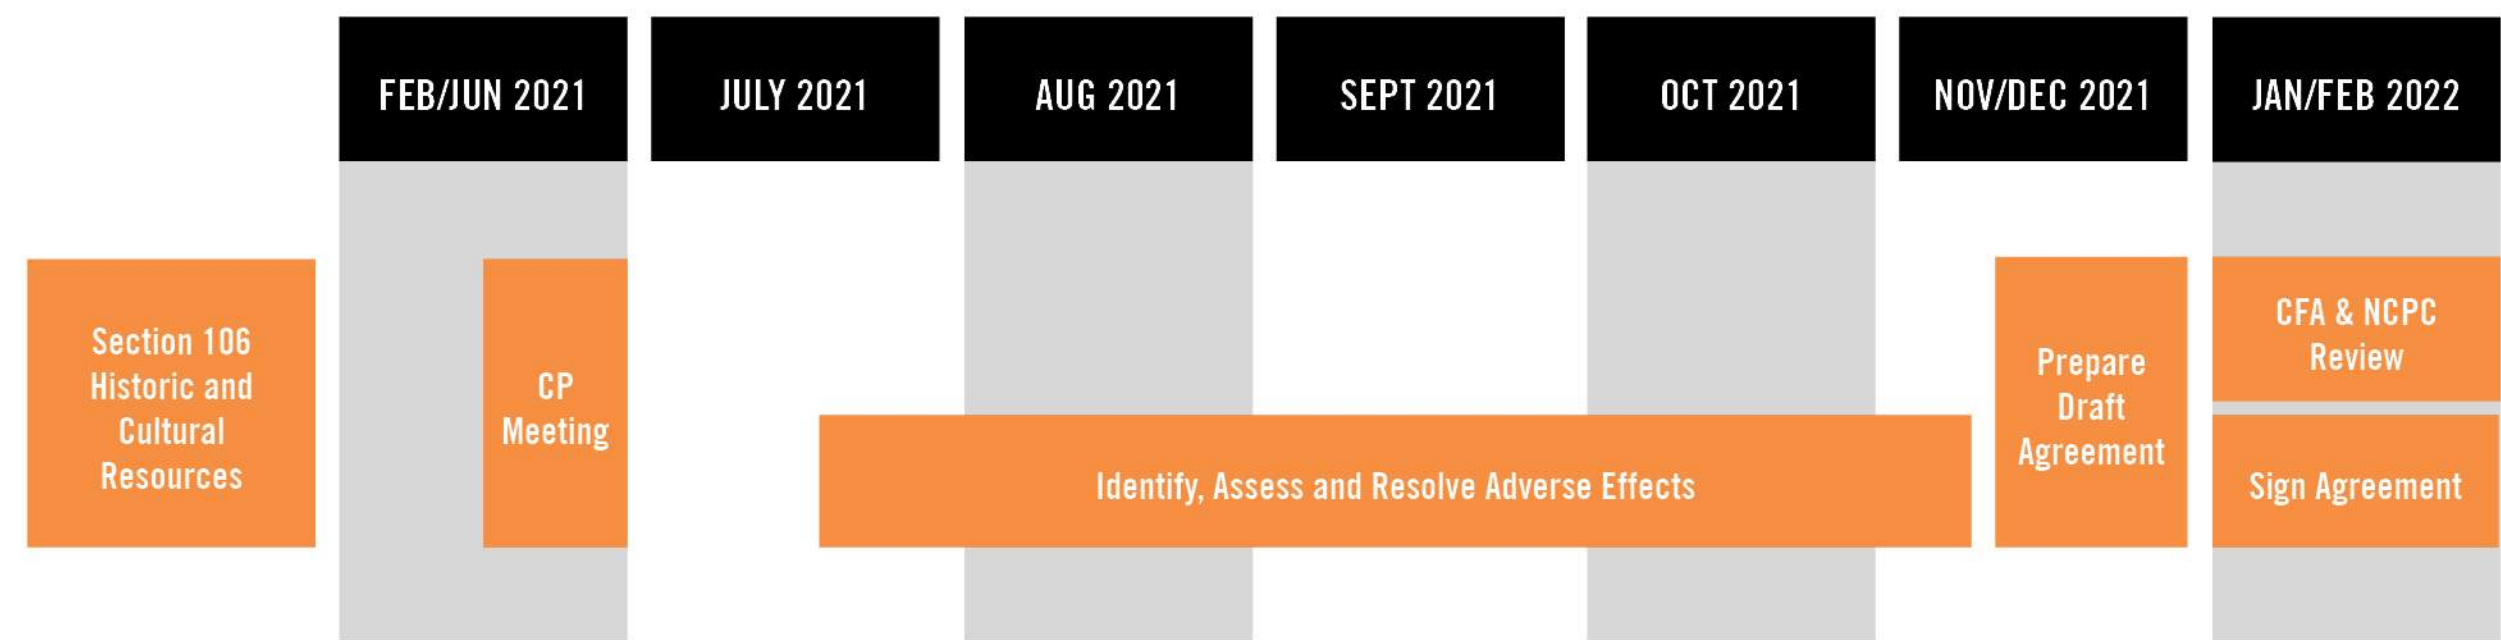 FEB/JUN 2021
JULY 2021
AUG 2021
SEPT 2021
OCT 2021
NOV/DEC 2021
JAN/FEB 2022
Section 106
Historic and
Cultural
Resources
CP
Meeting
Identify, Assess and Resolve Adverse Effects
Prepare
Draft
Agreement
CFA & NCPC
Review
Sign Agreement